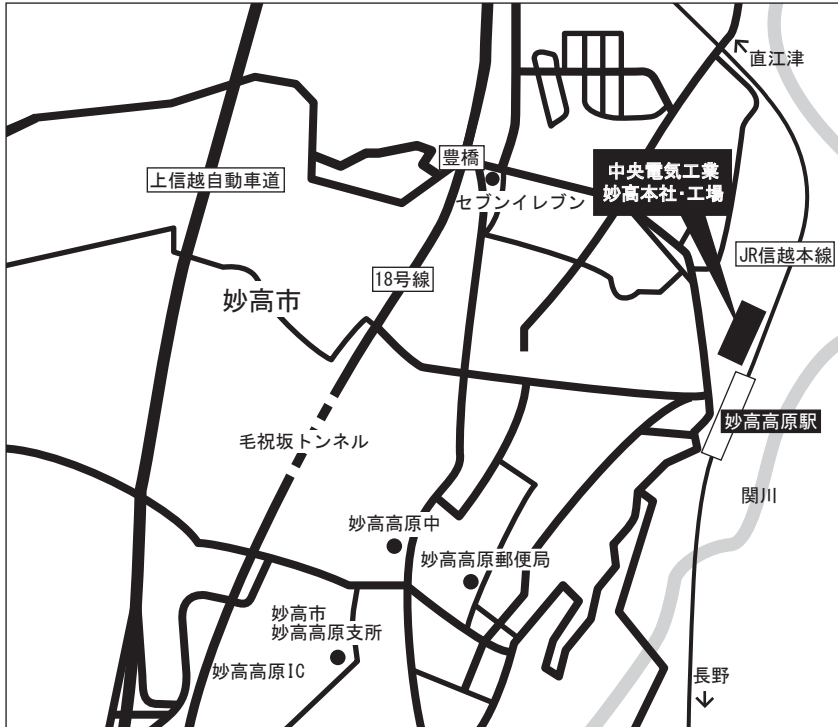 直江津
豊橋
中央電気工業
妙高本社・工場
上信越自動車道
セブンイレブン
JR信越本線
18号線
妙高市
妙高高原駅
毛祝坂トンネル
関川
妙高高原中
妙高高原郵便局
妙高市
妙高高原支所
妙高高原IC
長野